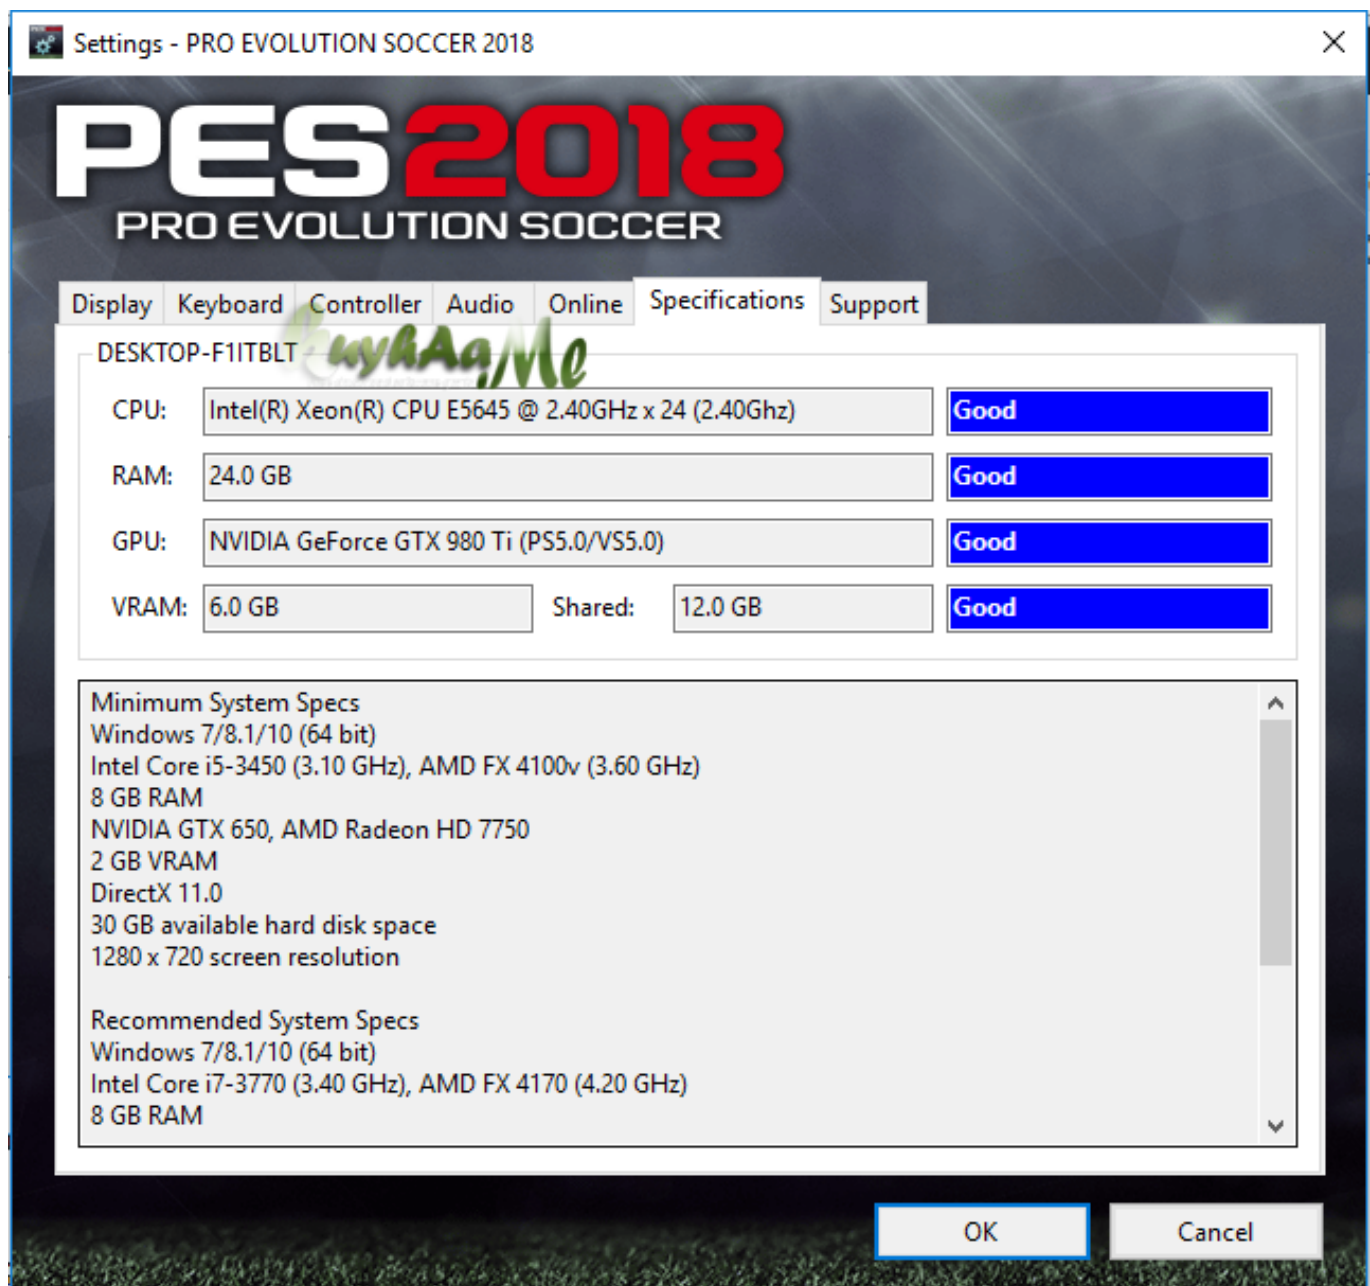 Settings - PRO EVOLUTION SOCCER 2018
PES2018
PRO EVOLUTION SOCCER
Display Keyboard Controller Audio Online Specifications Support
DESKTOP-F1ITBLT
CPU: Intel(R) Xeon(R) CPU E5645 @ 2.40GHz x 24 (2.40Ghz) Good
RAM: 24.0 GB Good
GPU: NVIDIA GeForce GTX 980 Ti (PS5.0/VS5.0) Good
VRAM: 6.0 GB Shared: 12.0 GB Good
Minimum System Specs
Windows 7/8.1/10 (64 bit)
Intel Core i5-3450 (3.10 GHz), AMD FX 4100v (3.60 GHz)
8 GB RAM
NVIDIA GTX 650, AMD Radeon HD 7750
2 GB VRAM
DirectX 11.0
30 GB available hard disk space
1280 x 720 screen resolution
Recommended System Specs
Windows 7/8.1/10 (64 bit)
Intel Core i7-3770 (3.40 GHz), AMD FX 4170 (4.20 GHz)
8 GB RAM
OK Cancel